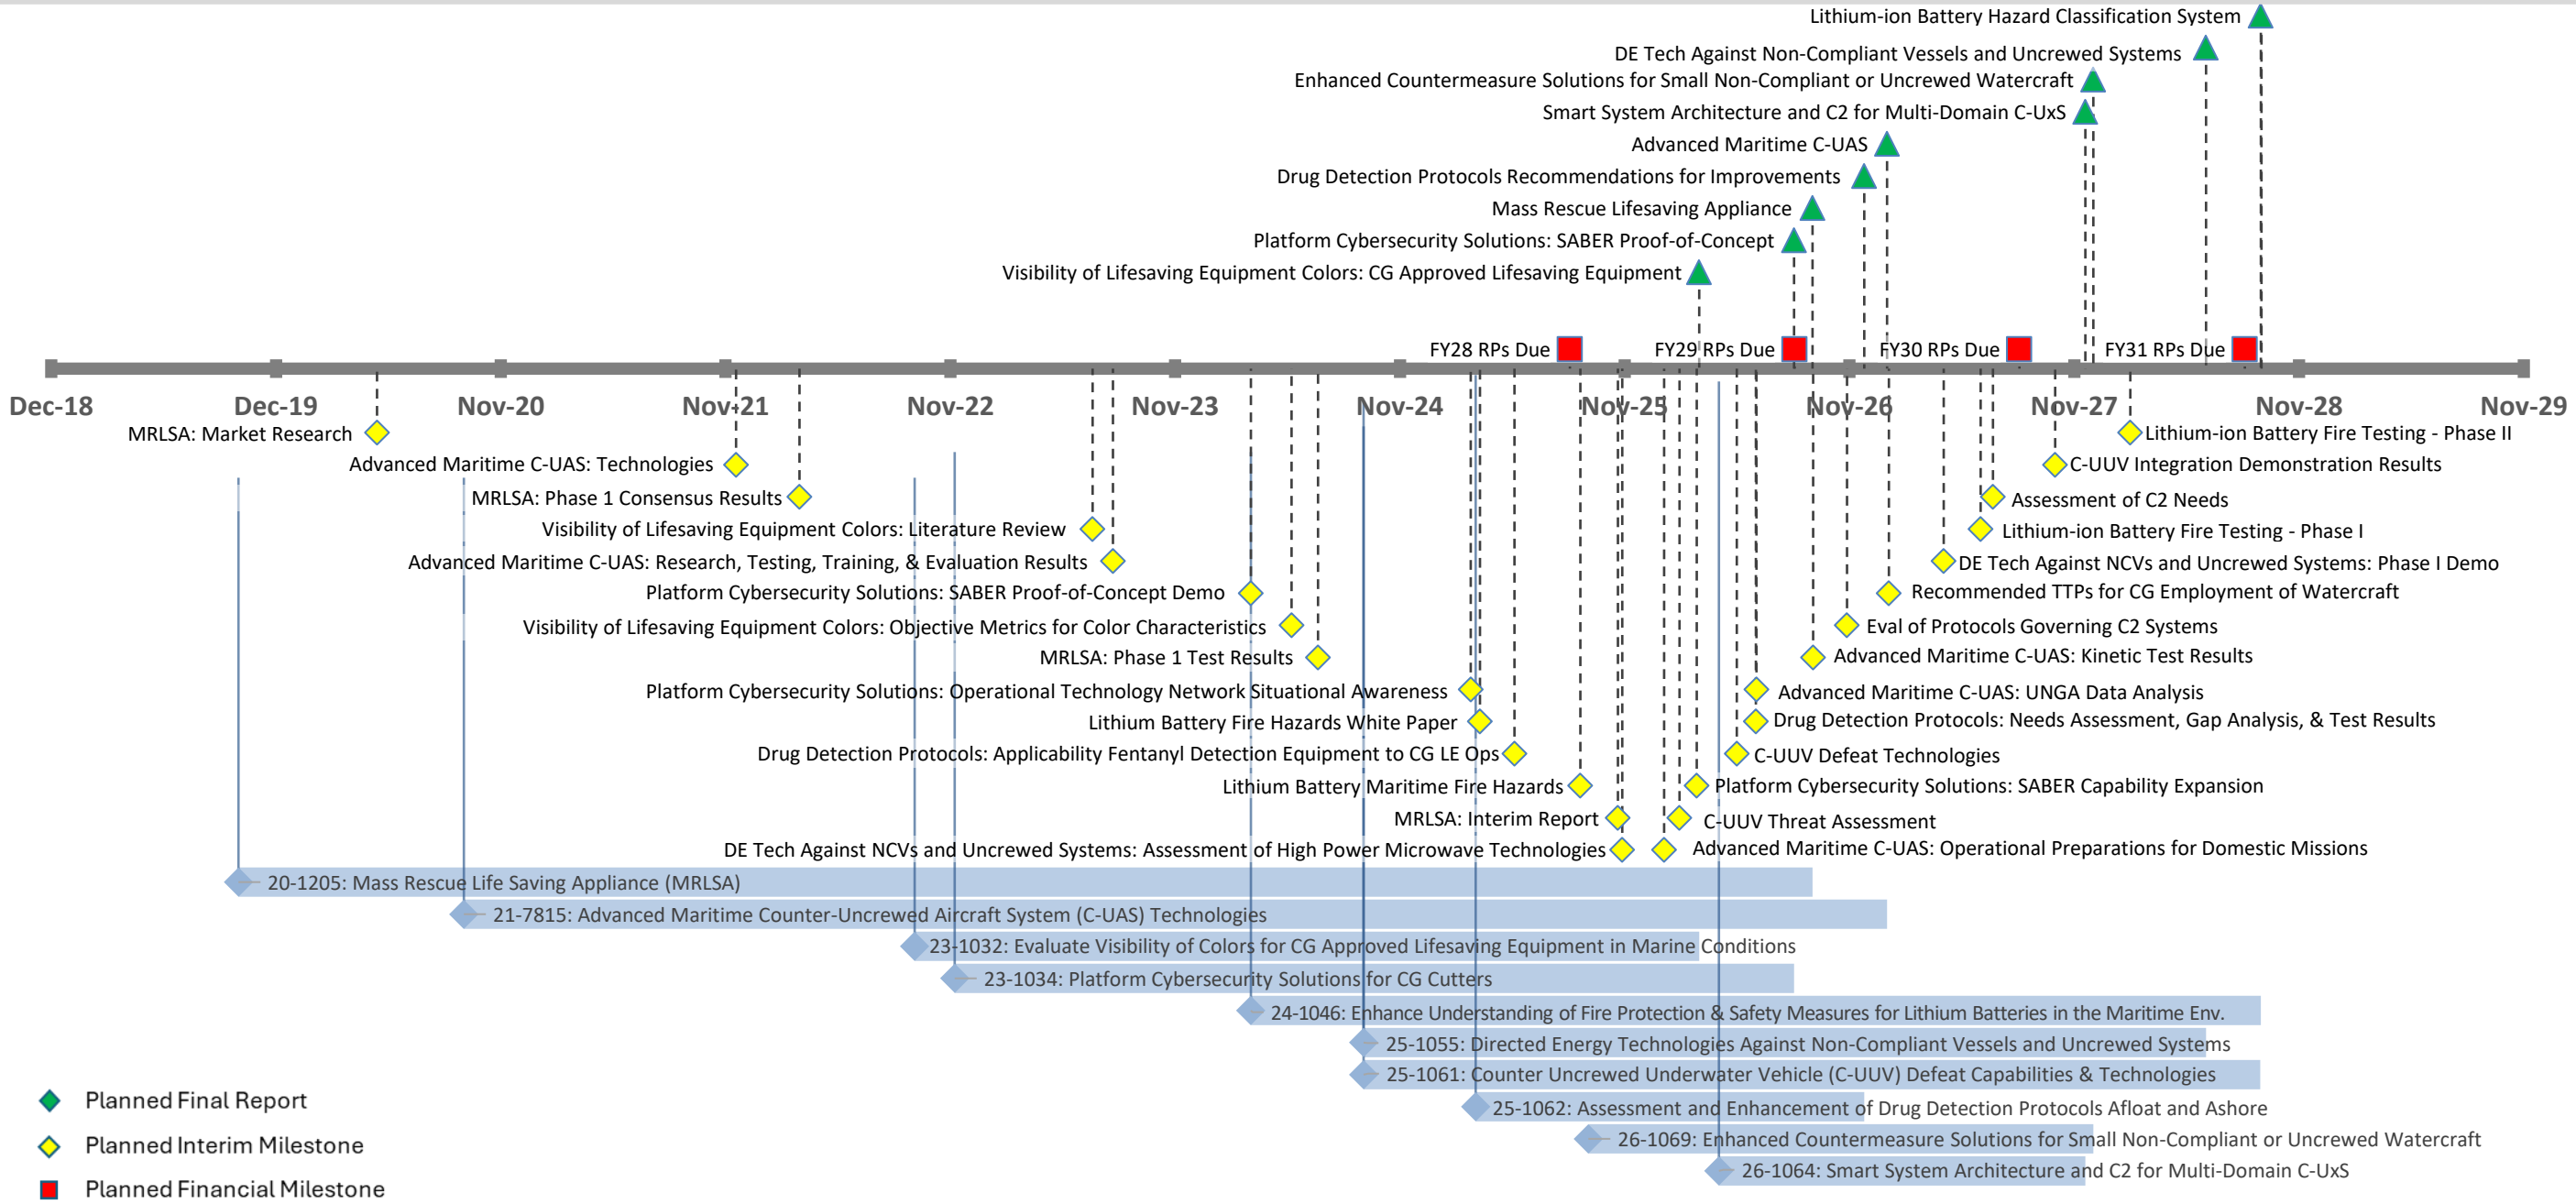 Lithium-ion Battery Hazard Classification System
DE Tech Against Non-Compliant Vessels and Uncrewed Systems
Enhanced Countermeasure Solutions for Small Non-Compliant or Uncrewed Watercraft
Smart System Architecture and C2 for Multi-Domain C-UxS
Advanced Maritime C-UAS
Drug Detection Protocols Recommendations for Improvements
Mass Rescue Lifesaving Appliance
Platform Cybersecurity Solutions: SABER Proof-of-Concept
Visibility of Lifesaving Equipment Colors: CG Approved Lifesaving Equipment
FY28 RPs Due
FY29 RPs Due
FY30 RPs Due
FY31 RPs Due
Dec-18
Dec-19
Nov-20
Nov-21
Nov-22
Nov-23
Nov-24
Nov-25
Nov-26
Nov-27
Nov-28
Nov-29
MRLSA: Market Research
Lithium-ion Battery Fire Testing - Phase II
Advanced Maritime C-UAS: Technologies
C-UUV Integration Demonstration Results
MRLSA: Phase 1 Consensus Results
Assessment of C2 Needs
Visibility of Lifesaving Equipment Colors: Literature Review
Lithium-ion Battery Fire Testing - Phase I
Advanced Maritime C-UAS: Research, Testing, Training, & Evaluation Results
DE Tech Against NCVs and Uncrewed Systems: Phase I Demo
Platform Cybersecurity Solutions: SABER Proof-of-Concept Demo
Recommended TTPs for CG Employment of Watercraft
Visibility of Lifesaving Equipment Colors: Objective Metrics for Color Characteristics
Eval of Protocols Governing C2 Systems
MRLSA: Phase 1 Test Results
Advanced Maritime C-UAS: Kinetic Test Results
Platform Cybersecurity Solutions: Operational Technology Network Situational Awareness
Advanced Maritime C-UAS: UNGA Data Analysis
Lithium Battery Fire Hazards White Paper
Drug Detection Protocols: Needs Assessment, Gap Analysis, & Test Results
Drug Detection Protocols: Applicability Fentanyl Detection Equipment to CG LE Ops
C-UUV Defeat Technologies
Lithium Battery Maritime Fire Hazards
Platform Cybersecurity Solutions: SABER Capability Expansion
MRLSA: Interim Report
C-UUV Threat Assessment
DE Tech Against NCVs and Uncrewed Systems: Assessment of High Power Microwave Technologies
Advanced Maritime C-UAS: Operational Preparations for Domestic Missions
20-1205: Mass Rescue Life Saving Appliance (MRLSA)
21-7815: Advanced Maritime Counter-Uncrewed Aircraft System (C-UAS) Technologies
23-1032: Evaluate Visibility of Colors for CG Approved Lifesaving Equipment in Marine Conditions
23-1034: Platform Cybersecurity Solutions for CG Cutters
24-1046: Enhance Understanding of Fire Protection & Safety Measures for Lithium Batteries in the Maritime Env.
25-1055: Directed Energy Technologies Against Non-Compliant Vessels and Uncrewed Systems
25-1061: Counter Uncrewed Underwater Vehicle (C-UUV) Defeat Capabilities & Technologies
25-1062: Assessment and Enhancement of Drug Detection Protocols Afloat and Ashore
26-1069: Enhanced Countermeasure Solutions for Small Non-Compliant or Uncrewed Watercraft
26-1064: Smart System Architecture and C2 for Multi-Domain C-UxS
Planned Final Report
Planned Interim Milestone
Planned Financial Milestone